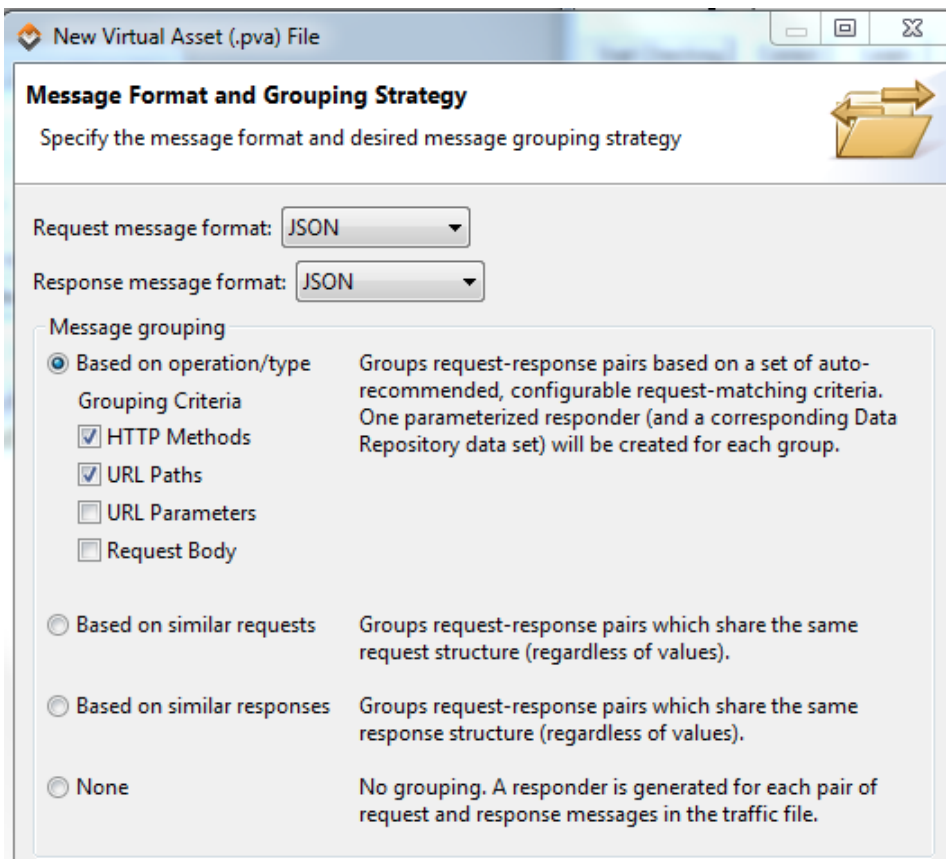 New Virtual Asset (.pva) File
Message Format and Grouping Strategy
Specify the message format and desired message grouping strategy
Request message format: JSON
Response message format: JSON
Message grouping
Based on operation/type
Groups request-response pairs based on a set of auto-
recommended, configurable request-matching criteria.
One parameterized responder (and a corresponding Data
Repository data set) will be created for each group.
Grouping Criteria
HTTP Methods
URL Paths
URL Parameters
Request Body
Based on similar requests
Groups request-response pairs which share the same
request structure (regardless of values).
Based on similar responses
Groups request-response pairs which share the same
response structure (regardless of values).
None
No grouping. A responder is generated for each pair of
request and response messages in the traffic file.